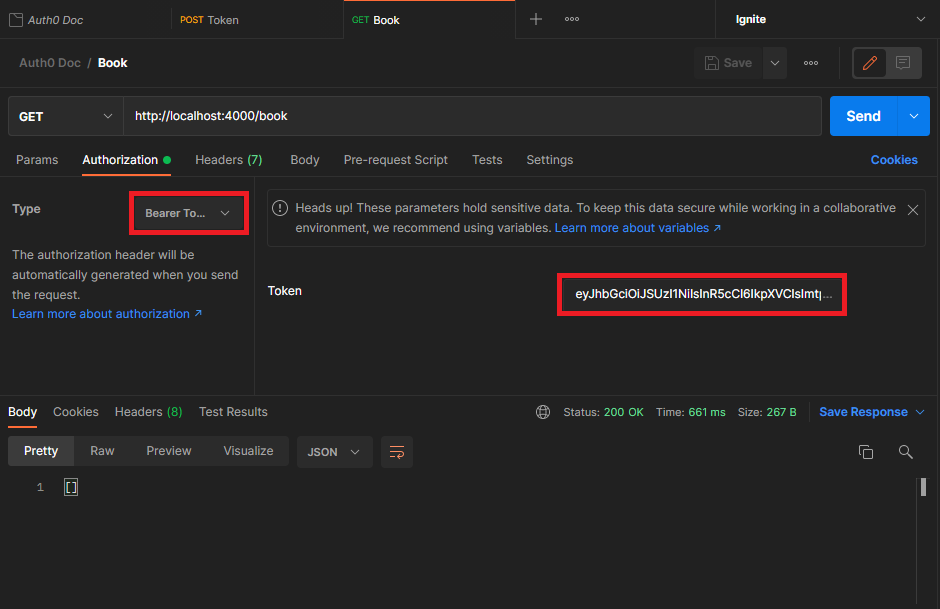 Auth0 Doc
POST Token
GET Book
Ignite
Auth0 Doc / Book
Save
GET
http://localhost:4000/book
Send
Params Authorization Headers (7) Body Pre-request Script Tests Settings Cookies
Type
Bearer To...
The authorization header will be
automatically generated when you send
the request.
Learn more about authorization ↗
Heads up! These parameters hold sensitive data. To keep this data secure while working in a collaborative
environment, we recommend using variables. Learn more about variables ↗
Token
eyJhbGciOiJSUzI1NiIsInR5cCI6IkpXVCIsImtp...
Body Cookies Headers (8) Test Results
Status: 200 OK Time: 661 ms Size: 267 B Save Response
Pretty Raw Preview Visualize JSON
1 []